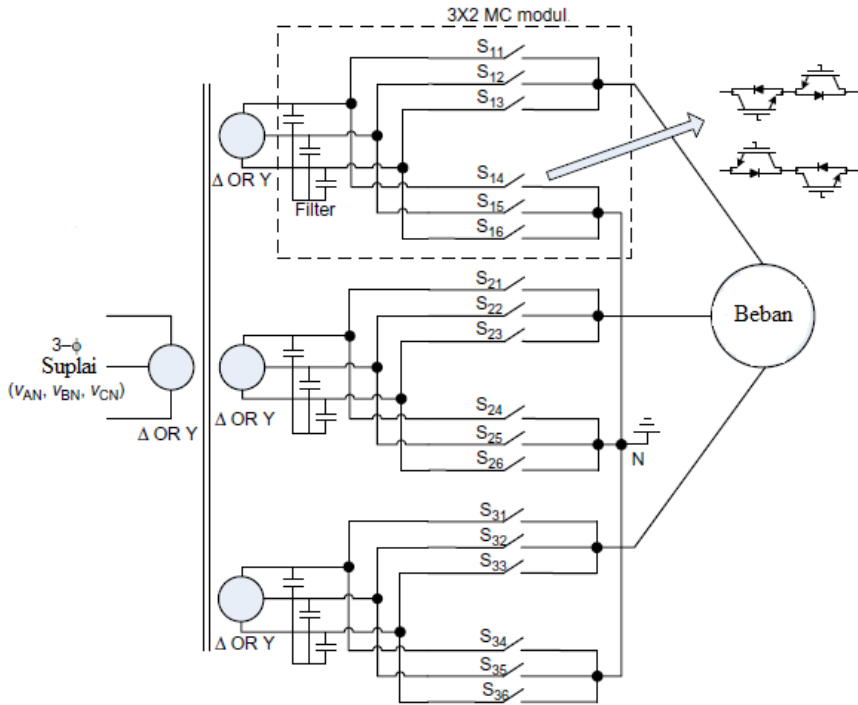 3X2 MC modul
S11
S12
S13
S14
S15
S16
Δ OR Y
Filter
S21
S22
S23
S24
S25
S26
Δ OR Y
N
3–ϕ
Suplai
(vAN, vBN, vCN)
Δ OR Y
Beban
S31
S32
S33
S34
S35
S36
Δ OR Y